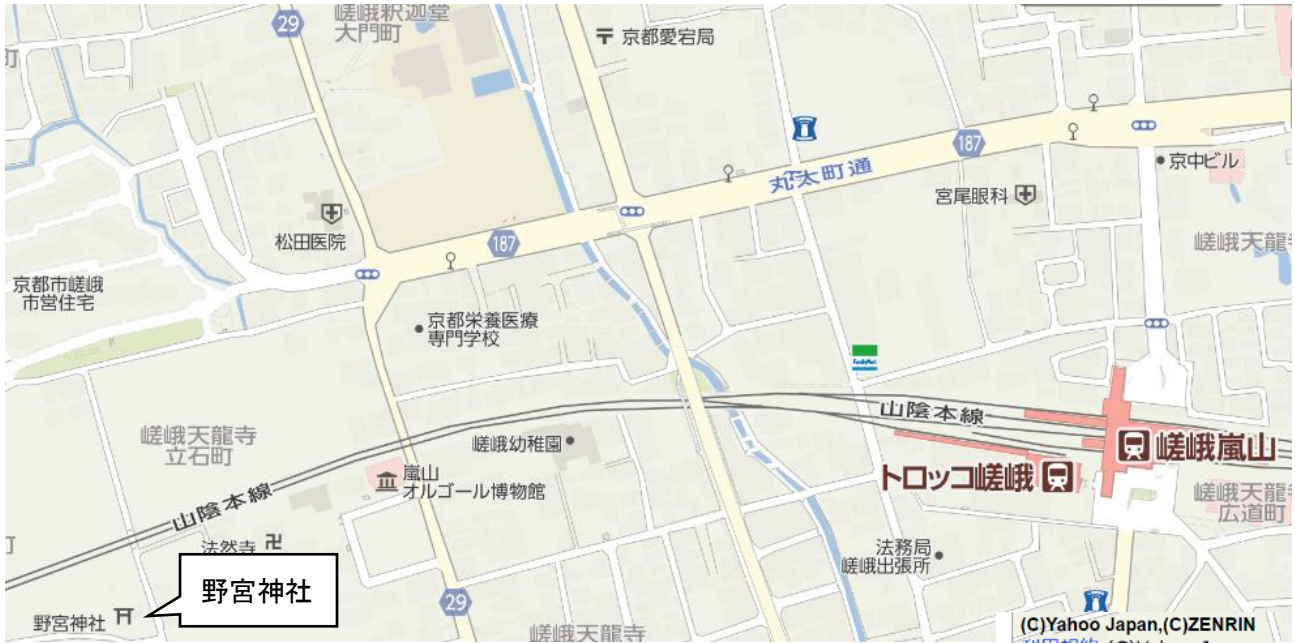 29
嵯峨釈迦堂
大門町
京都愛宕局
187
丸太町通
京中ビル
宮尾眼科
松田医院
187
嵯峨天龍寺
京都市嵯峨
市営住宅
京都栄養医療
専門学校
FamilyMart
山陰本線
嵯峨天龍寺
立石町
嵯峨幼稚園
嵯峨嵐山
トロッコ嵯峨
嵐山
オルゴール博物館
山陰本線
嵯峨天龍寺
広道町
法然寺
法務局
嵯峨出張所
野宮神社
29
野宮神社
嵯峨天龍寺
(C)Yahoo Japan,(C)ZENRIN